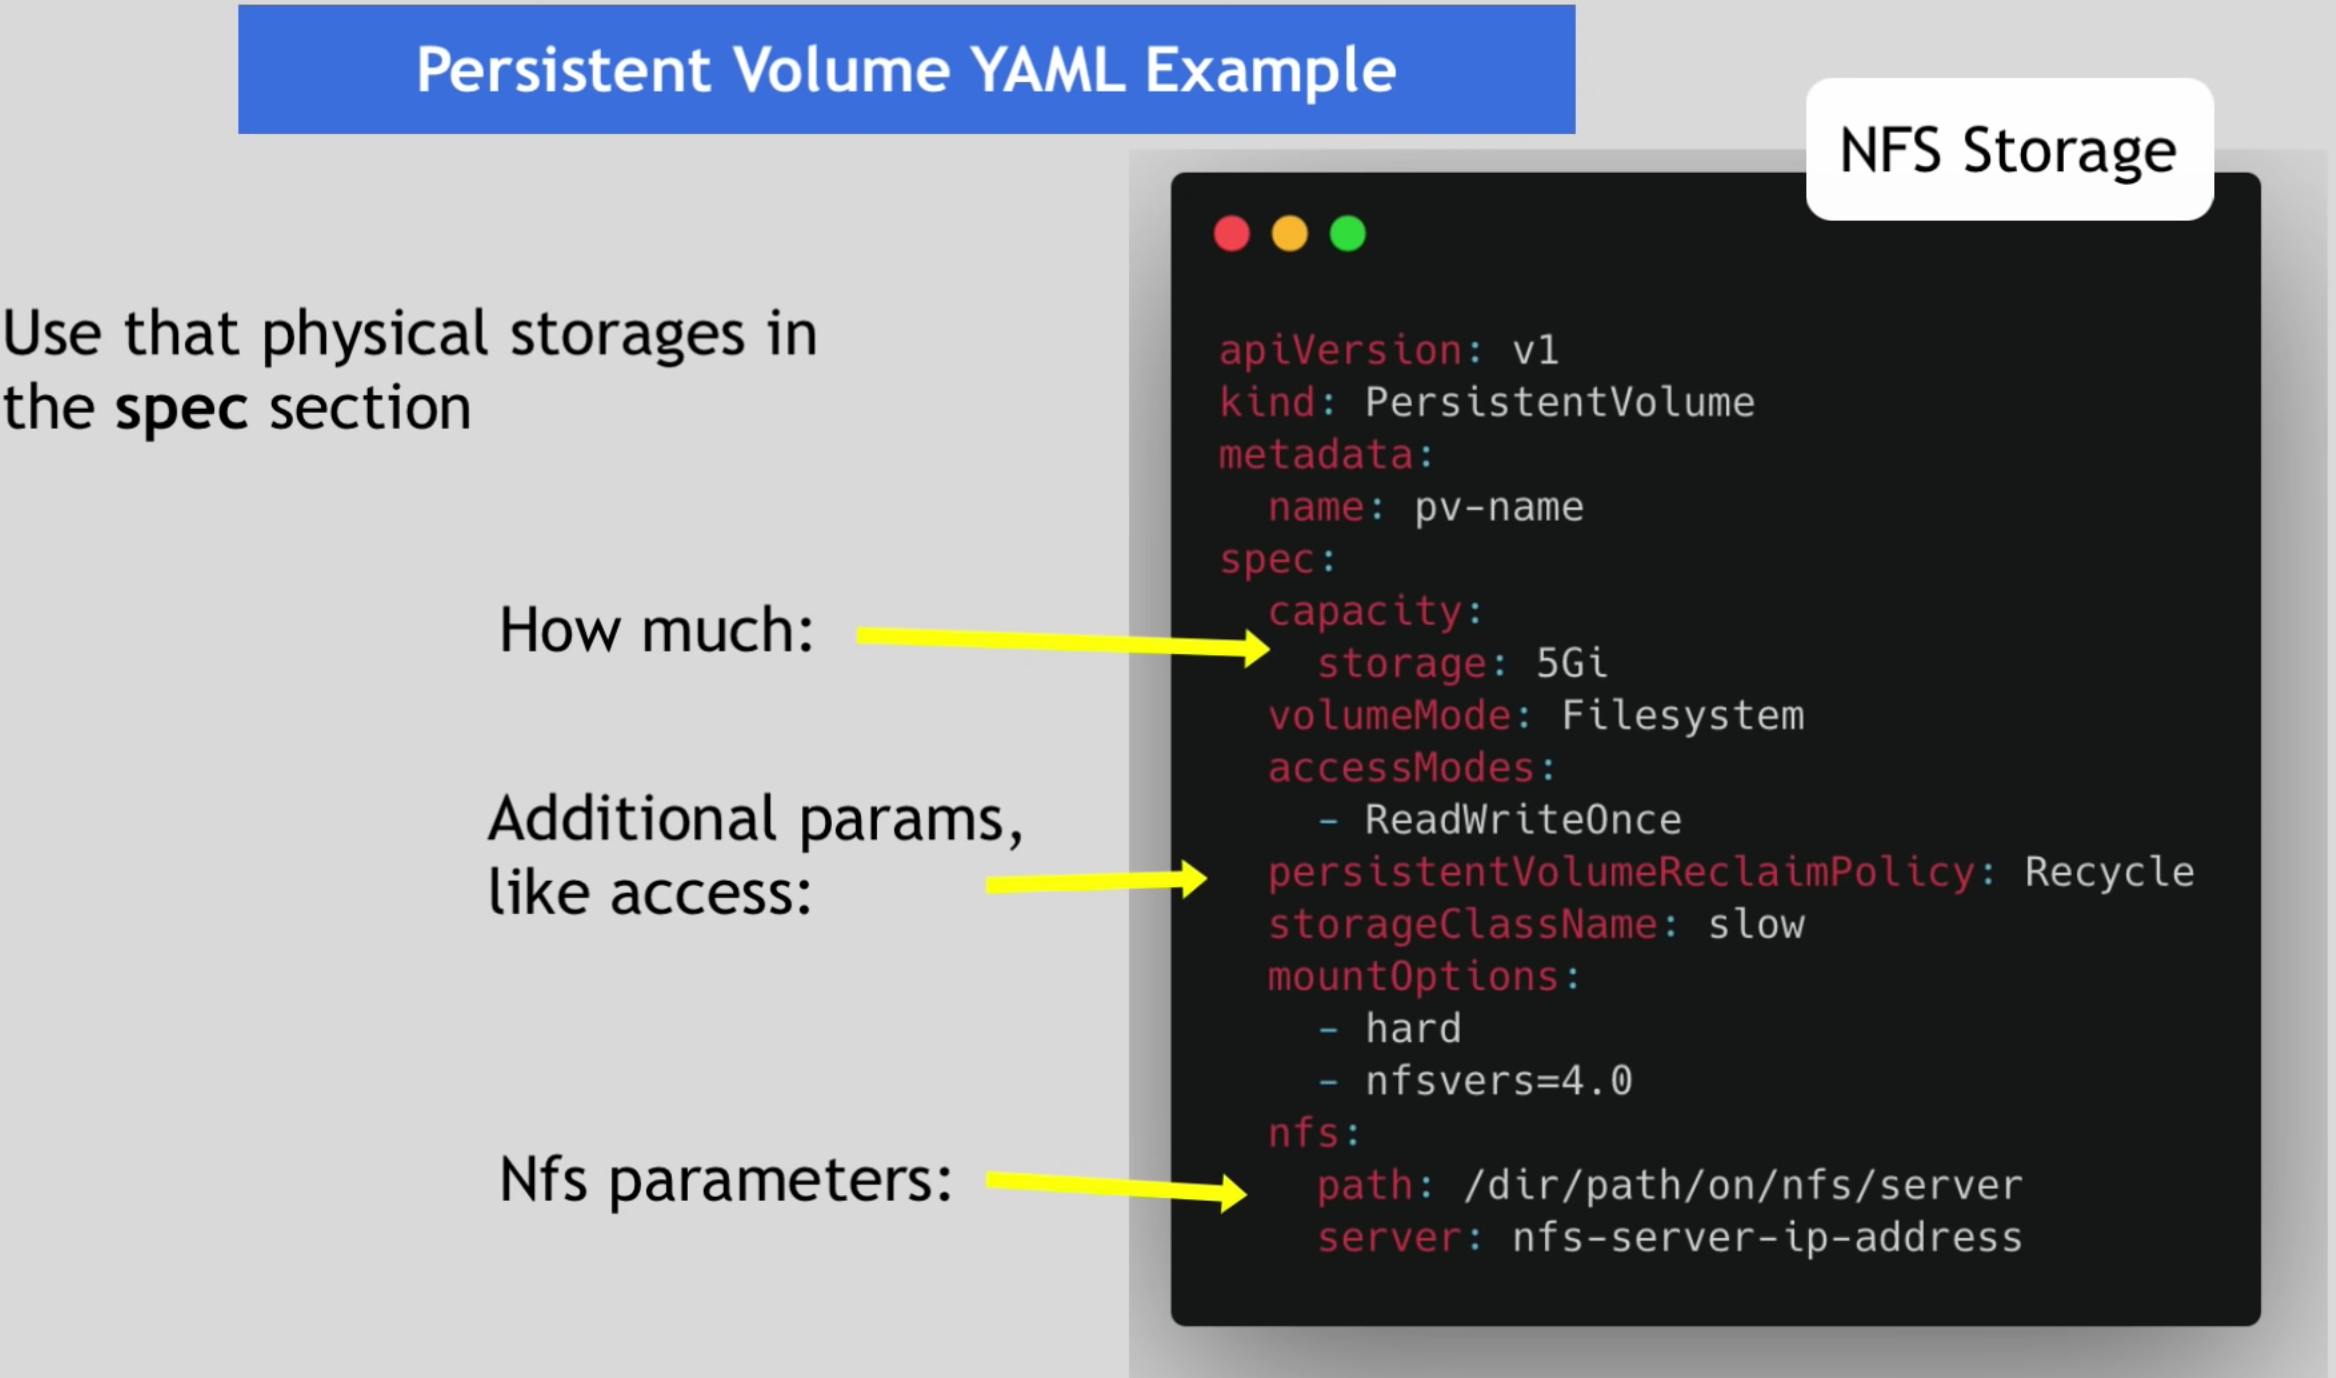 Persistent Volume YAML Example
NFS Storage
Use that physical storages in
the spec section
How much:
Additional params,
like access:
Nfs parameters:
apiVersion: v1
kind: PersistentVolume
metadata:
  name: pv-name
spec:
  capacity:
    storage: 5Gi
  volumeMode: Filesystem
  accessModes:
    - ReadWriteOnce
  persistentVolumeReclaimPolicy: Recycle
  storageClassName: slow
  mountOptions:
    - hard
    - nfsvers=4.0
  nfs:
    path: /dir/path/on/nfs/server
    server: nfs-server-ip-address